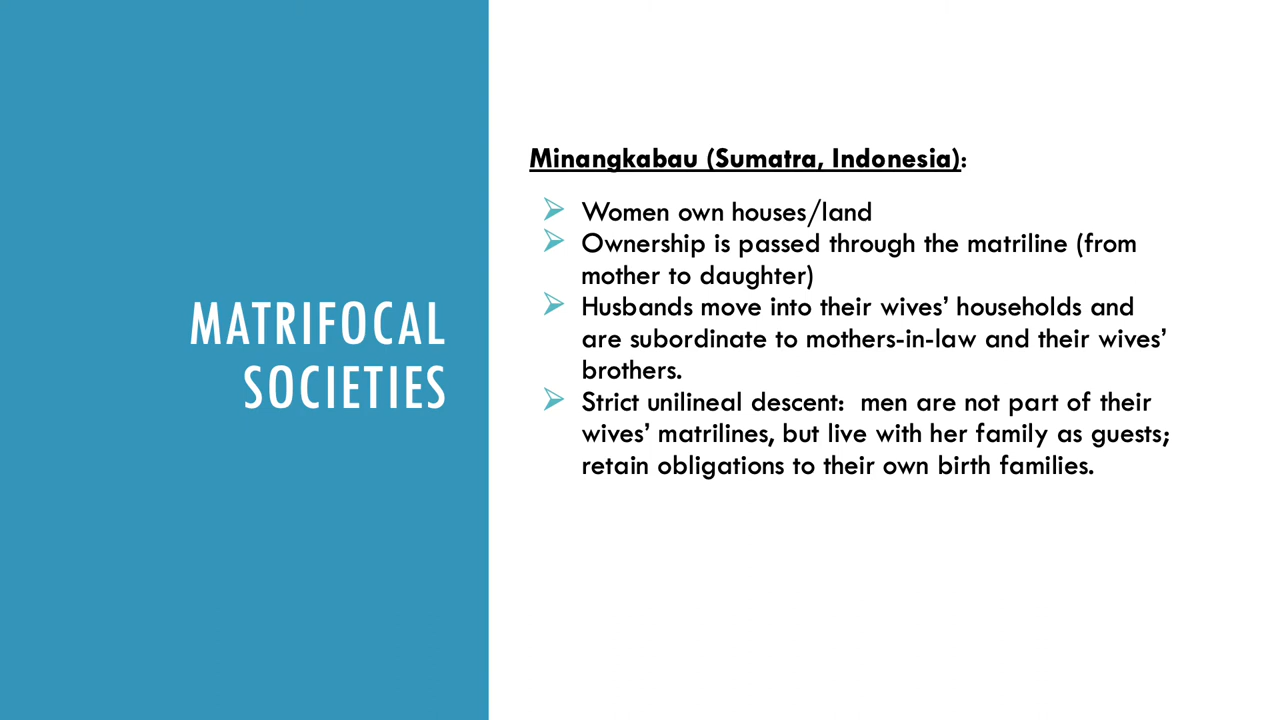 MATRIFOCAL
SOCIETIES
Minangkabau (Sumatra, Indonesia):
Women own houses/land
Ownership is passed through the matriline (from
mother to daughter)
Husbands move into their wives’ households and
are subordinate to mothers-in-law and their wives’
brothers.
Strict unilineal descent:  men are not part of their
wives’ matrilines, but live with her family as guests;
retain obligations to their own birth families.